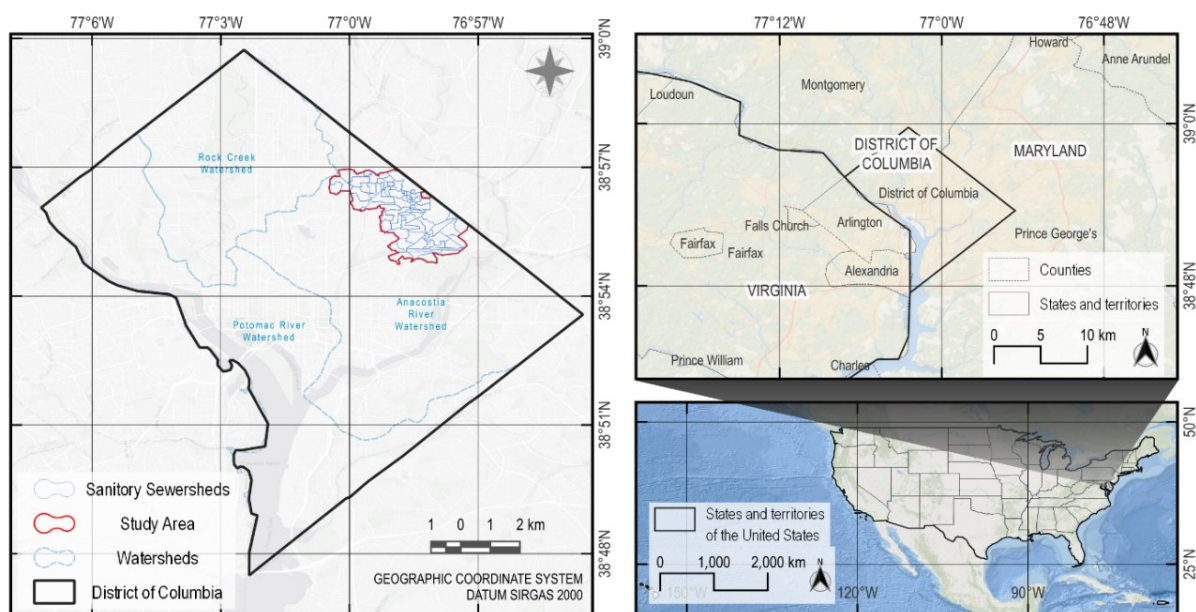 77°6'W 77°3'W 77°0'W 76°57'W
39°0'N
38°57'N
38°54'N
38°51'N
38°48'N
Rock Creek
Watershed
Anacostia
River
Watershed
Potomac River
Watershed
Sanitary Sewersheds
Study Area
Watersheds
District of Columbia
1 0 1 2 km
GEOGRAPHIC COORDINATE SYSTEM
DATUM SIRGAS 2000
77°12'W 77°0'W 76°48'W
39°0'N
38°48'N
Howard
Anne Arundel
Montgomery
Loudoun
DISTRICT OF
COLUMBIA
MARYLAND
District of Columbia
Falls Church
Arlington
Prince George's
Fairfax
Fairfax
Alexandria
VIRGINIA
Prince William
Charles
Counties
States and territories
0 5 10 km
N
50°N
25°N
States and territories
of the United States
0 1,000 2,000 km
N
150°W 120°W 90°W